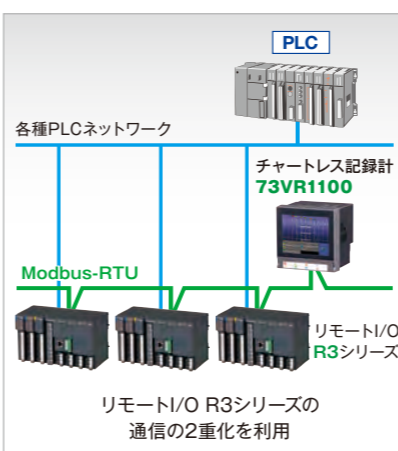 PLC
各種PLCネットワーク
チャートレス記録計
73VR1100
Modbus-RTU
リモートI/O
R3シリーズ
リモートI/O R3シリーズの
通信の2重化を利用